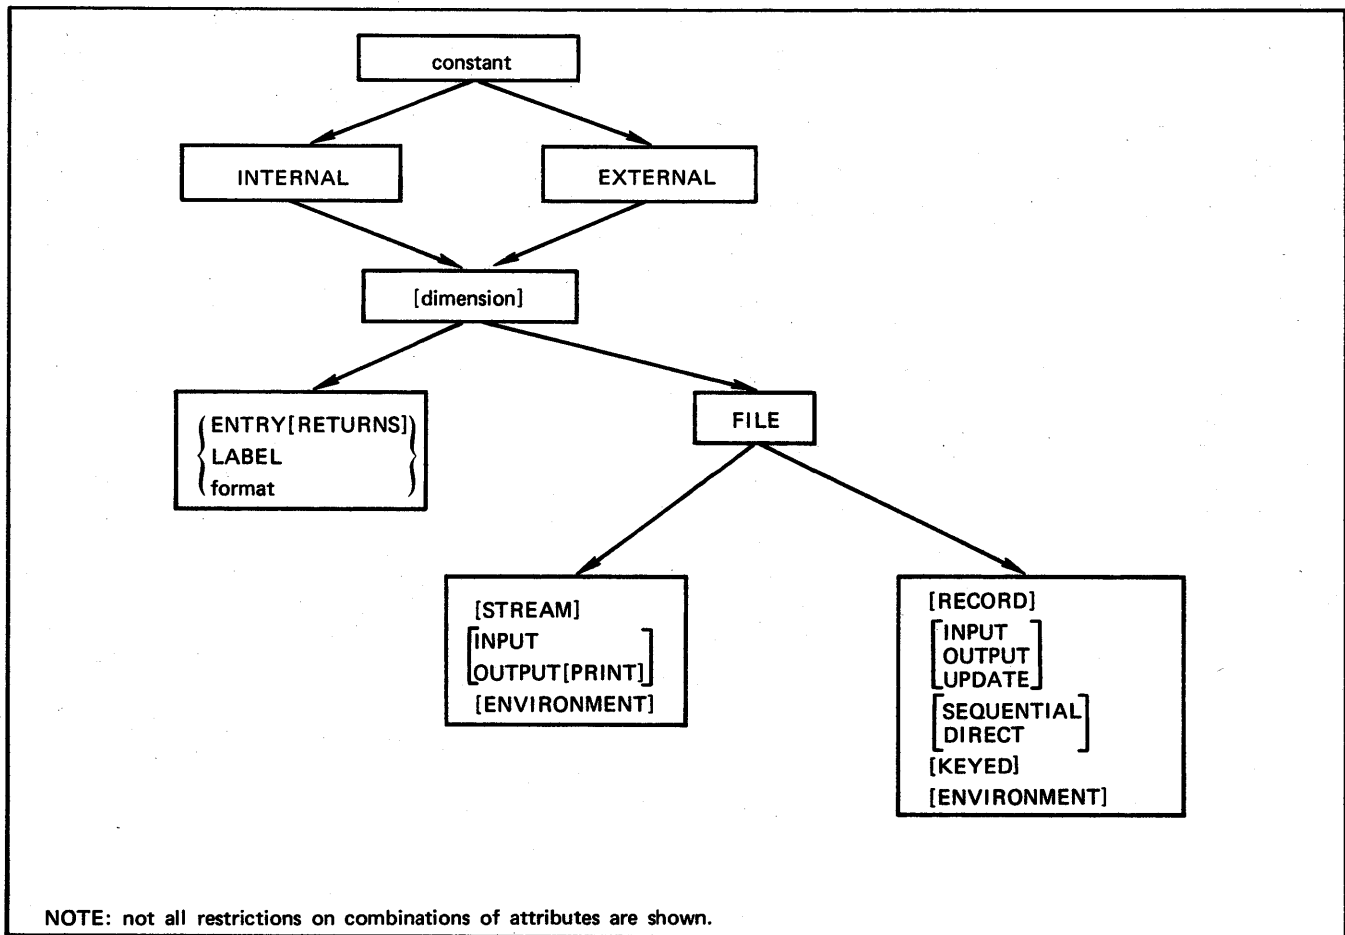 constant
INTERNAL
EXTERNAL
[dimension]
ENTRY[RETURNS]
LABEL
format
FILE
[STREAM]
INPUT
OUTPUT[PRINT]
[ENVIRONMENT]
[RECORD]
INPUT
OUTPUT
UPDATE
SEQUENTIAL
DIRECT
[KEYED]
[ENVIRONMENT]
NOTE: not all restrictions on combinations of attributes are shown.